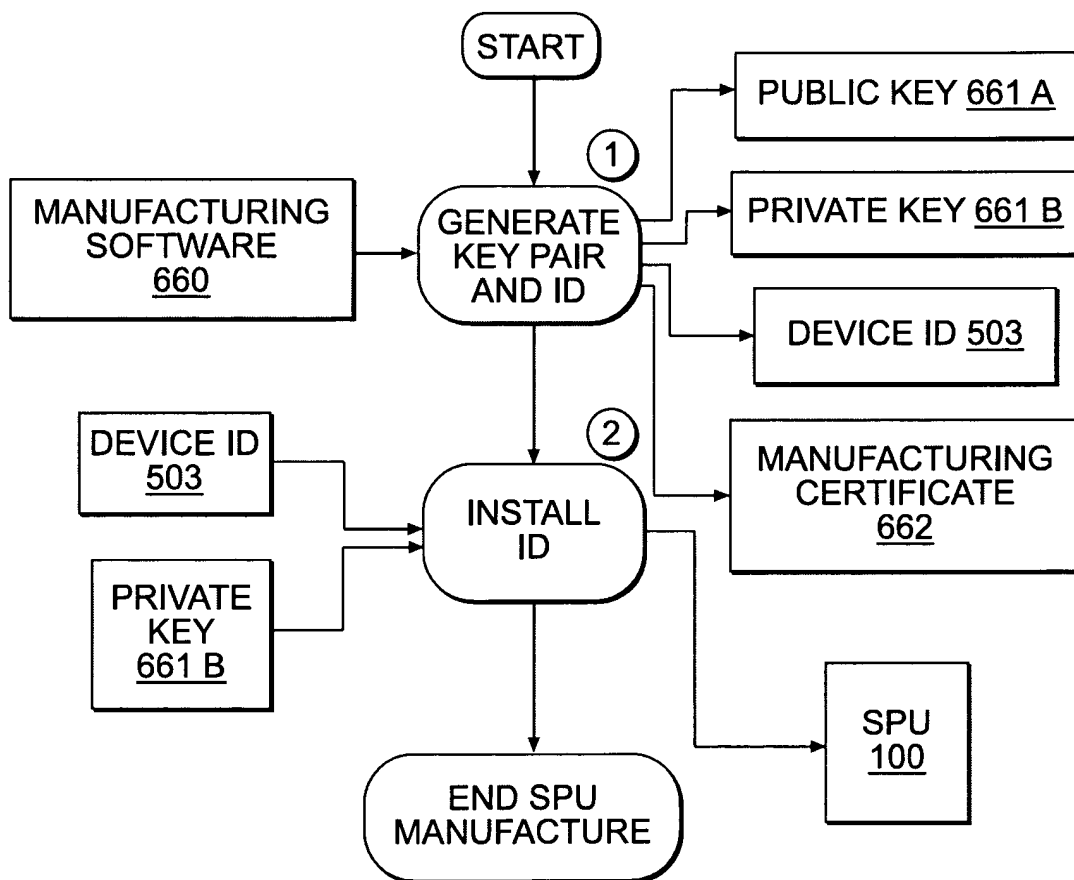 START
PUBLIC KEY 661 A
1
MANUFACTURING
SOFTWARE
660
GENERATE
KEY PAIR
AND ID
PRIVATE KEY 661 B
DEVICE ID 503
DEVICE ID
503
2
INSTALL
ID
MANUFACTURING
CERTIFICATE
662
PRIVATE
KEY
661 B
SPU
100
END SPU
MANUFACTURE